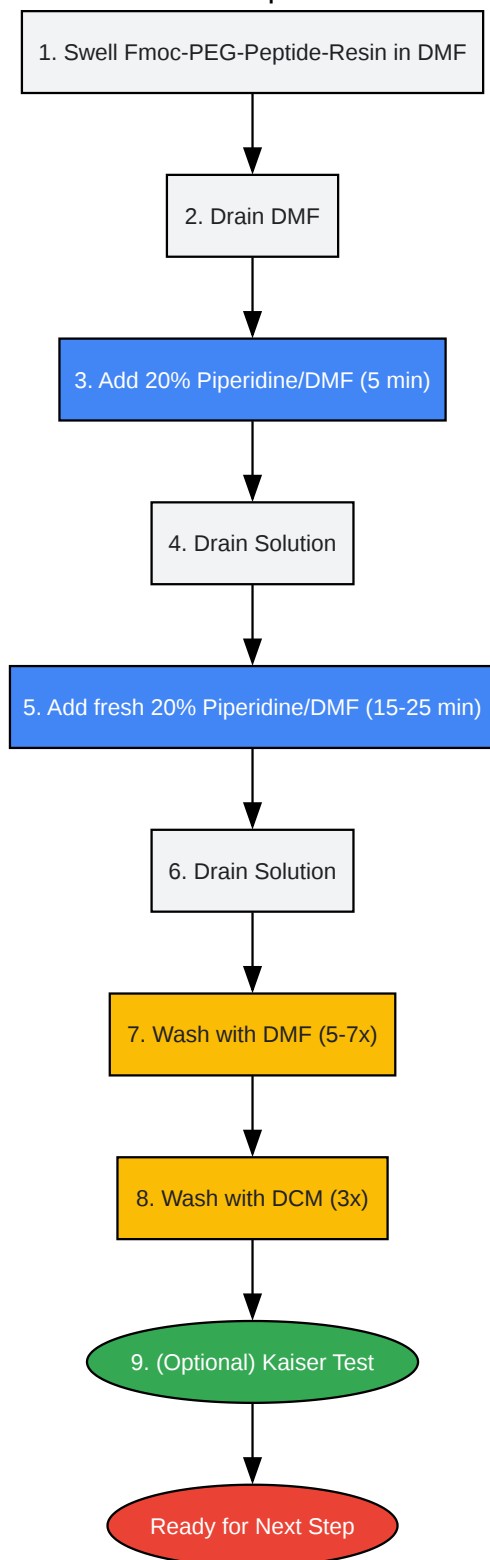 1. Swell Fmoc-PEG-Peptide-Resin in DMF
2. Drain DMF
3. Add 20% Piperidine/DMF (5 min)
4. Drain Solution
5. Add fresh 20% Piperidine/DMF (15-25 min)
6. Drain Solution
7. Wash with DMF (5-7x)
8. Wash with DCM (3x)
9. (Optional) Kaiser Test
Ready for Next Step